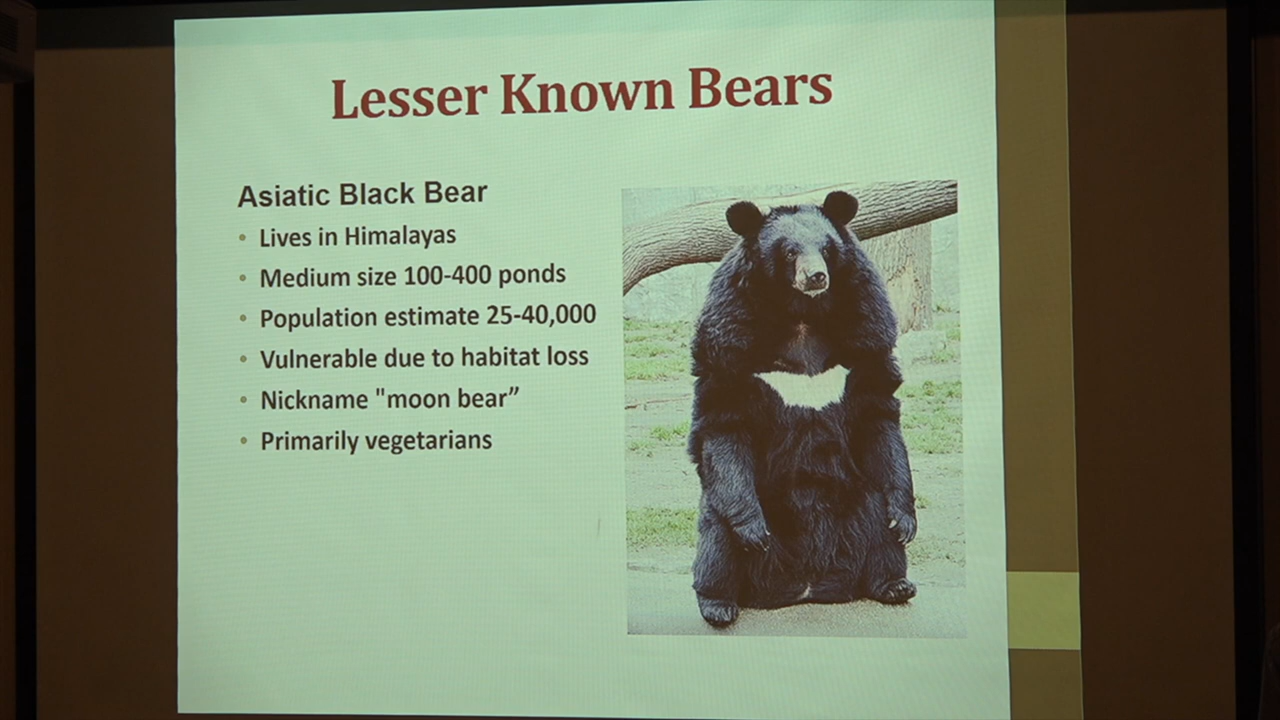 Lesser Known Bears
Asiatic Black Bear
• Lives in Himalayas
• Medium size 100-400 ponds
• Population estimate 25-40,000
• Vulnerable due to habitat loss
• Nickname "moon bear”
• Primarily vegetarians